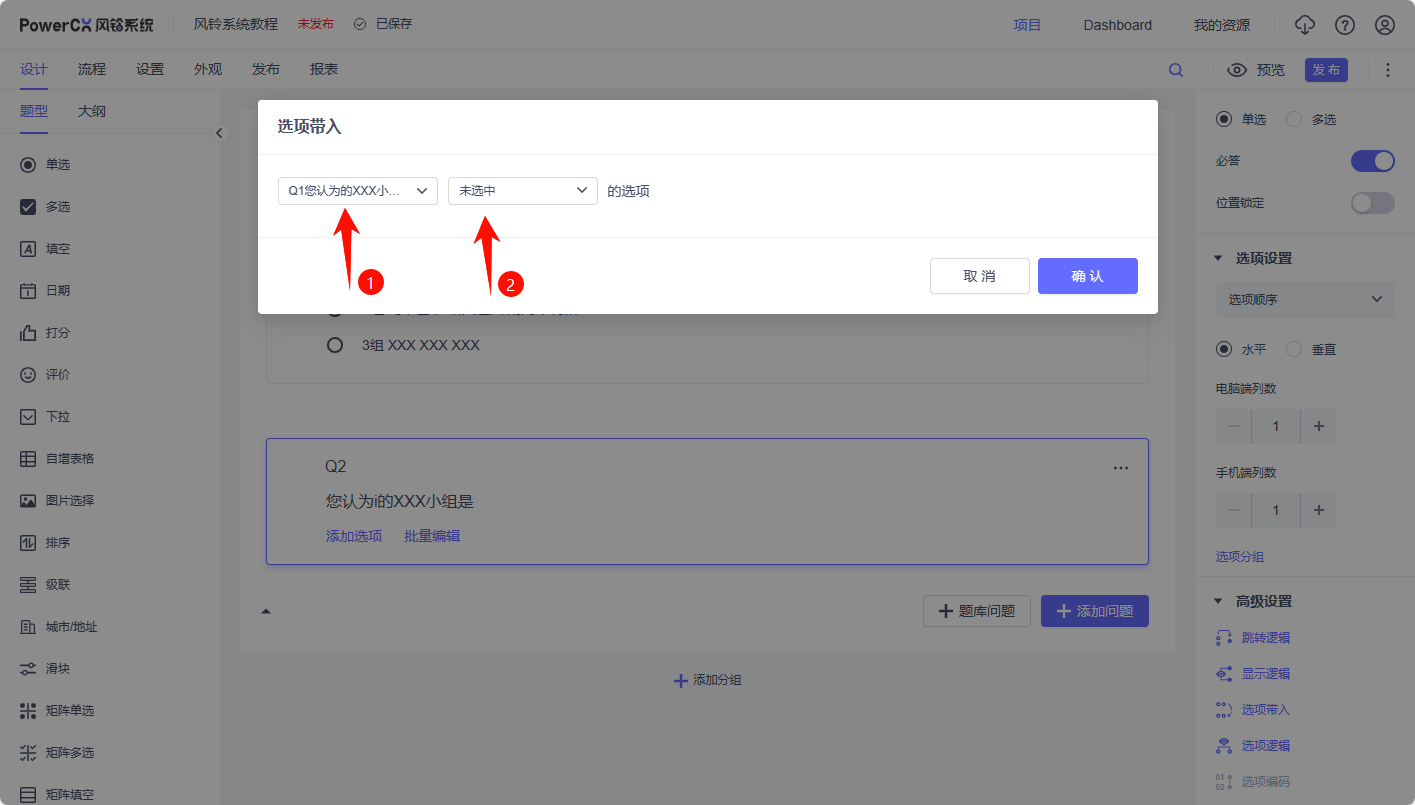 PowerCX 风铃系统
风铃系统教程
未发布
已保存
项目
Dashboard
我的资源
设计
流程
设置
外观
发布
报表
预览
发布
题型
大纲
单选
多选
填空
日期
打分
评价
下拉
自增表格
图片选择
排序
级联
城市/地址
滑块
矩阵单选
矩阵多选
矩阵填空
选项带入
Q1您认为的XXX小...
未选中
的选项
1
2
取 消
确 认
3组 XXX XXX XXX
Q2
您认为i的XXX小组是
添加选项
批量编辑
题库问题
添加问题
添加分组
单选
多选
必答
位置锁定
选项设置
选项顺序
水平
垂直
电脑端列数
1
手机端列数
1
选项分组
高级设置
跳转逻辑
显示逻辑
选项带入
选项逻辑
选项编码